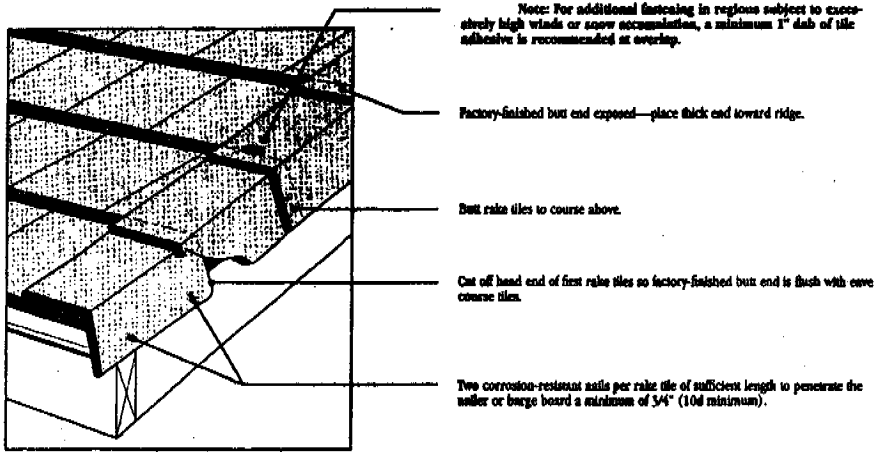 Note: For additional fastening in regions subject to exces-
sively high winds or snow accumulation, a minimum 1" dab of tile
adhesive is recommended at overlap.
Factory-finished butt end exposed—place thick end toward ridge.
Butt rake tiles to course above.
Cut off head end of first rake tiles so factory-finished butt end is flush with eave
course tiles.
Two corrosion-resistant nails per rake tile of sufficient length to penetrate the
nailer or barge board a minimum of 3/4" (10d minimum).